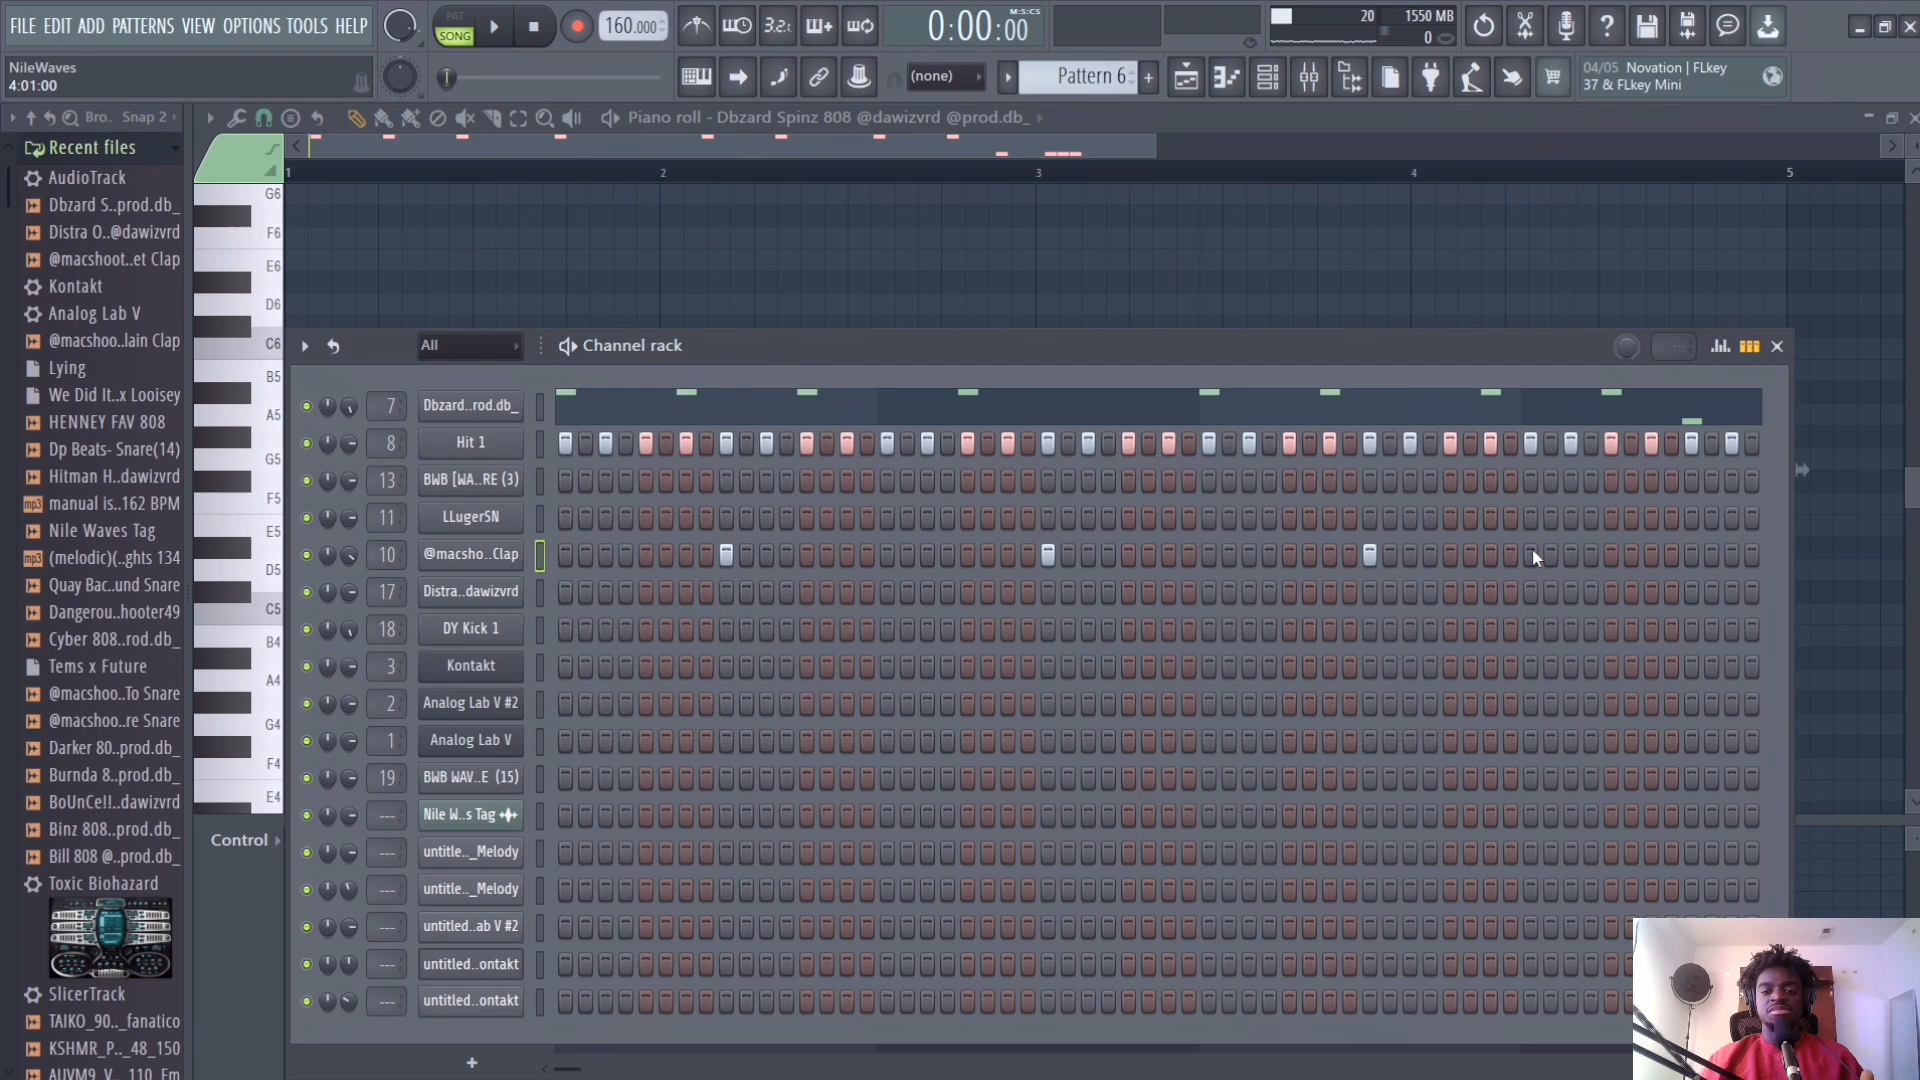 FILE EDIT ADD PATTERNS VIEW OPTIONS TOOLS HELP
PAT
SONG
160.000
3.2.
0:00:00
M:S:CS
20
1550 MB
0
NileWaves
4:01:00
(none)
Pattern 6
04/05 Novation | FLkey
37 & FLkey Mini
Bro.. Snap 2
Piano roll - Dbzard Spinz 808 @dawizvrd @prod.db_
Recent files
AudioTrack
Dbzard S..prod.db_
Distra O..@dawizvrd
@macshoot..et Clap
Kontakt
Analog Lab V
@macshoo..lain Clap
Lying
We Did It..x Looisey
HENNEY FAV 808
Dp Beats- Snare(14)
Hitman H..dawizvrd
manual is..162 BPM
Nile Waves Tag
(melodic)(..ghts 134
Quay Bac..und Snare
Dangerou..hooter49
Cyber 808..rod.db_
Tems x Future
@macshoo..To Snare
@macshoo..re Snare
Darker 80..prod.db_
Burnda 8..prod.db_
BoUnCe!!..dawizvrd
Binz 808..prod.db_
Bill 808 @..prod.db_
Toxic Biohazard
SlicerTrack
TAIKO_90.._fanatico
KSHMR_P.._48_150
AUVM9_V.._110_Em
1 2 3 4 5
G6
F6
E6
D6
C6
B5
A5
G5
F5
E5
D5
C5
B4
A4
G4
F4
E4
Control
All
Channel rack
7 Dbzard..rod.db_
8 Hit 1
13 BWB [WA..RE (3)
11 LLugerSN
10 @macsho..Clap
17 Distra..dawizvrd
18 DY Kick 1
3 Kontakt
2 Analog Lab V #2
1 Analog Lab V
19 BWB WAV..E (15)
--- Nile W..s Tag
--- untitle.._Melody
--- untitle.._Melody
--- untitled..ab V #2
--- untitled..ontakt
--- untitled..ontakt
+